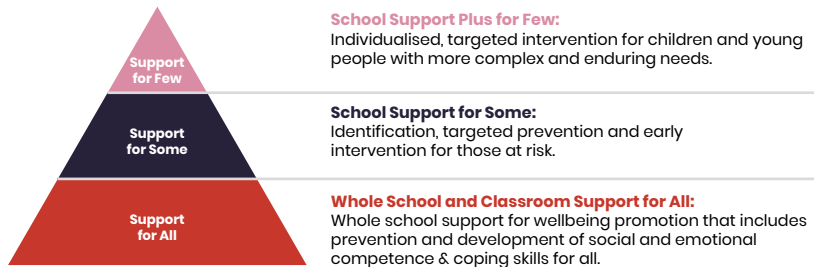 Support
for Few
School Support Plus for Few:
Individualised, targeted intervention for children and young
people with more complex and enduring needs.
Support
for Some
School Support for Some:
Identification, targeted prevention and early
intervention for those at risk.
Support
for All
Whole School and Classroom Support for All:
Whole school support for wellbeing promotion that includes
prevention and development of social and emotional
competence & coping skills for all.